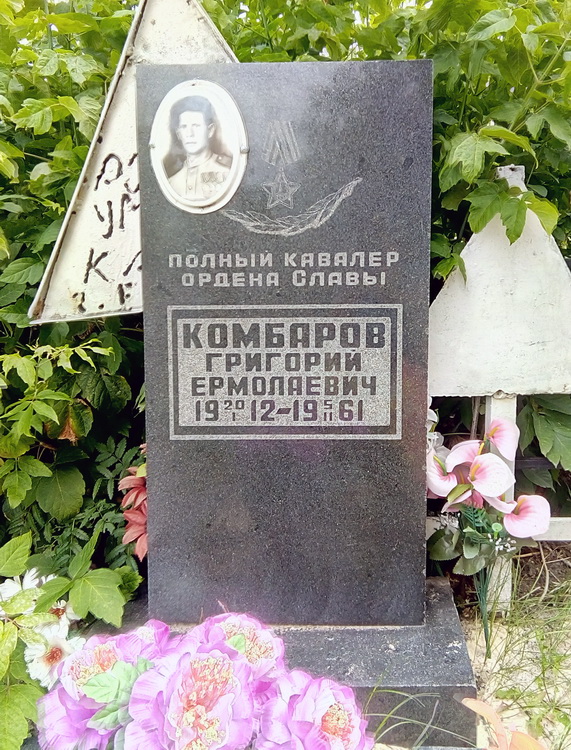 ПОЛНЫЙ КАВАЛЕР
ОРДЕНА СЛАВЫ
КОМБАРОВ
ГРИГОРИЙ
ЕРМОЛАЕВИЧ
19 20/I 12–19 5/II 61